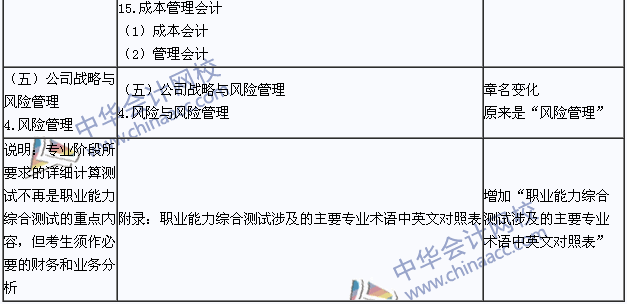 15.成本管理会计
（1）成本会计
（2）管理会计
（五）公司战略与
风险管理
4.风险管理
（五）公司战略与风险管理
4.风险与风险管理
章名变化
原来是“风险管理”
说明：专业阶段所
要求的详细计算测
试不再是职业能力
综合测试的重点内
容，但考生须作必
要的财务和业务分
析
附录：职业能力综合测试涉及的主要专业术语中英文对照表
增加“职业能力综合
测试涉及的主要专业
术语中英文对照表”
中华会计网校
www.chinaacc.com
中华会计网校
www.chinaacc.com